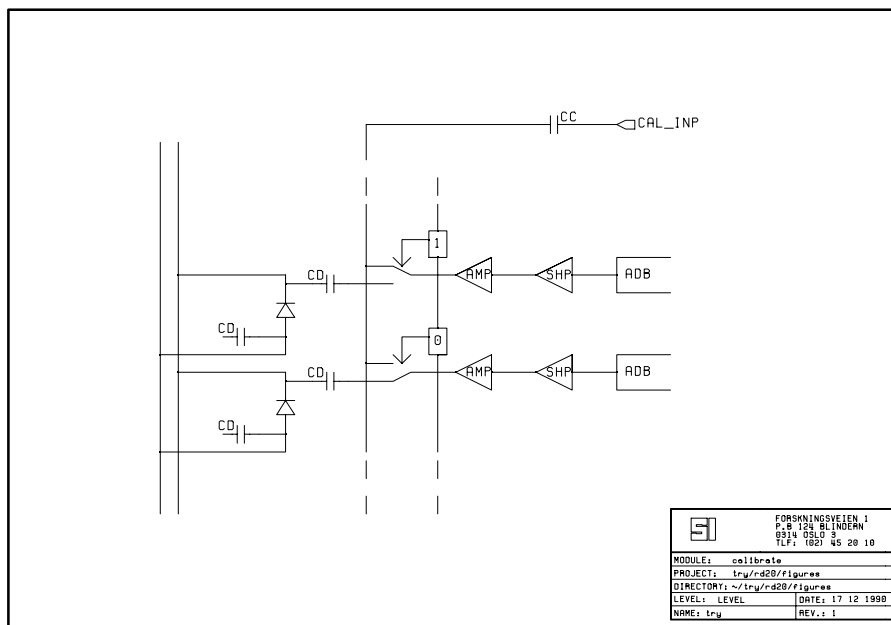 CC
CAL_INP
1
CD
AMP
SHP
ADB
CD
0
CD
AMP
SHP
ADB
CD
SI
FORSKNINGSVEIEN 1
P.B 124 BLINDERN
0314 OSLO 3
TLF: (02) 45 20 10
MODULE: calibrate
PROJECT: try/rd20/figures
DIRECTORY: ~/try/rd20/figures
LEVEL: LEVEL
DATE: 17 12 1990
NAME: try
REV.: 1